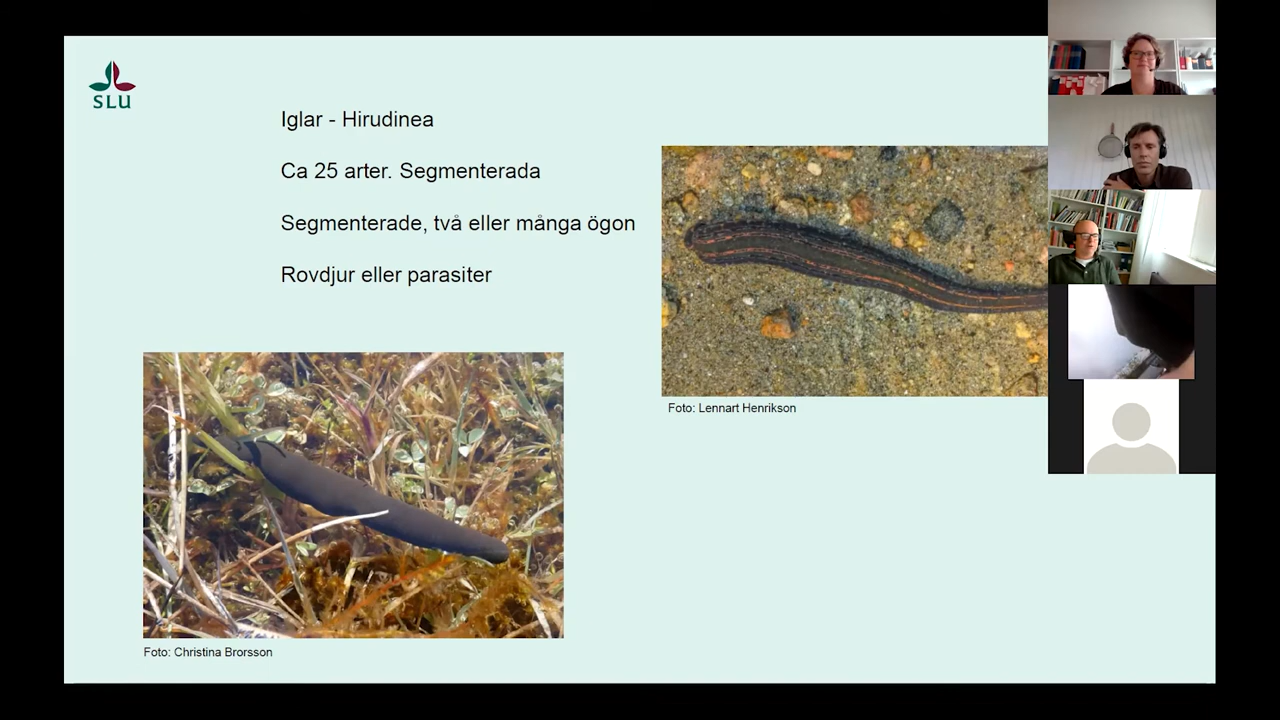 SLU
Iglar - Hirudinea
Ca 25 arter. Segmenterada
Segmenterade, två eller många ögon
Rovdjur eller parasiter
Foto: Lennart Henrikson
Foto: Christina Brorsson